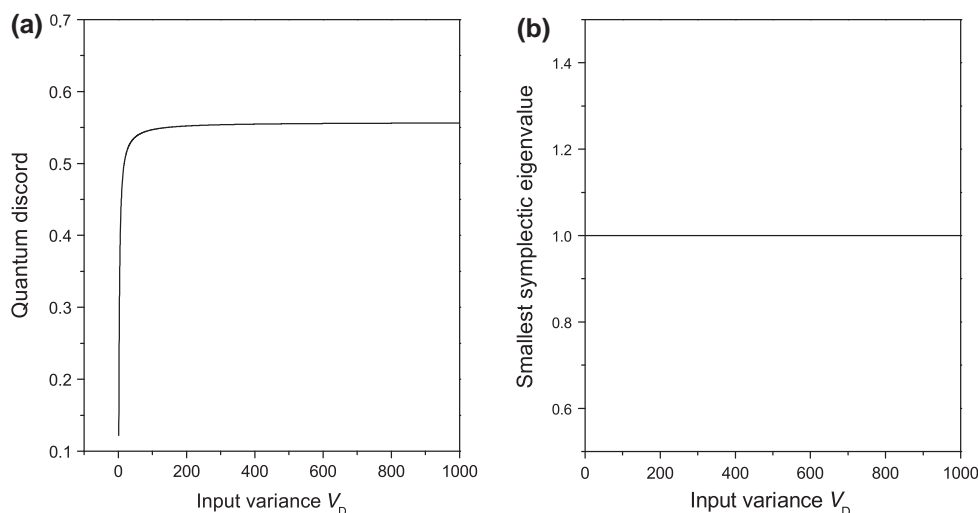 (a)
0.7
0.6
0.5
0.4
0.3
0.2
0.1
Quantum discord
0 200 400 600 800 1000
Input variance V_D
(b)
1.4
1.2
1.0
0.8
0.6
Smallest symplectic eigenvalue
0 200 400 600 800 1000
Input variance V_D